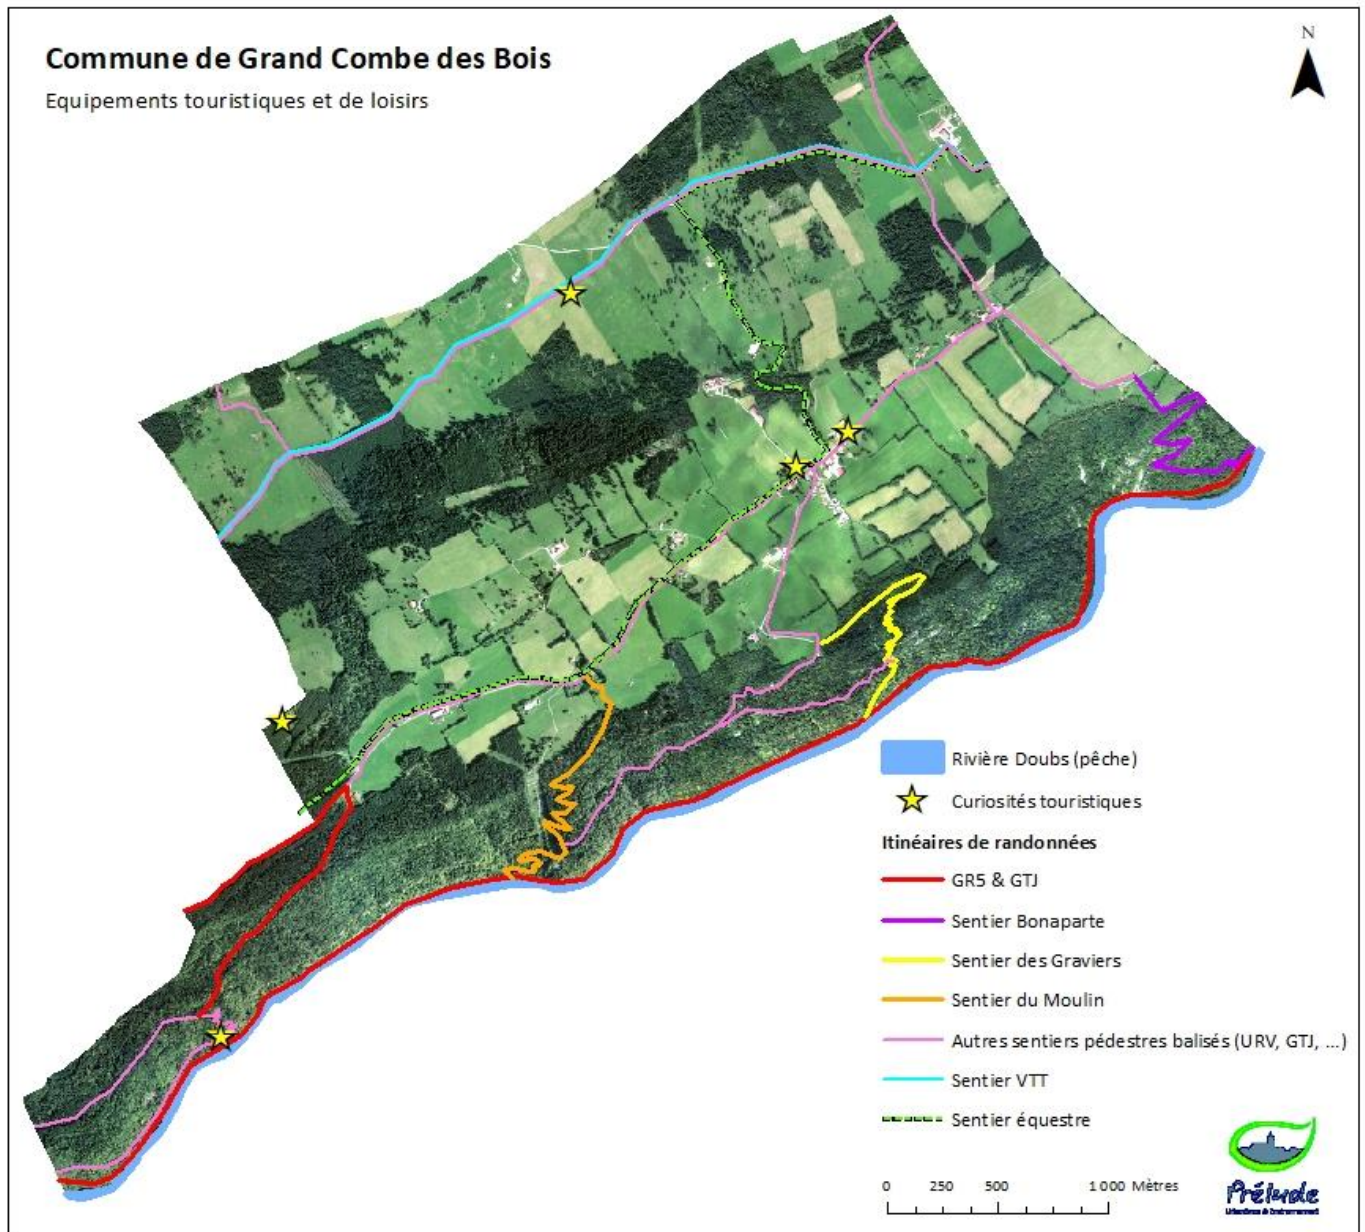 Commune de Grand Combe des Bois
Equipements touristiques et de loisirs
N
Rivière Doubs (pêche)
Curiosités touristiques
Itinéaires de randonnées
GR5 & GTJ
Sentier Bonaparte
Sentier des Graviers
Sentier du Moulin
Autres sentiers pédestres balisés (URV, GTJ, ...)
Sentier VTT
Sentier équestre
0 250 500 1 000 Mètres
Prélude
Urbanisme & Environnement